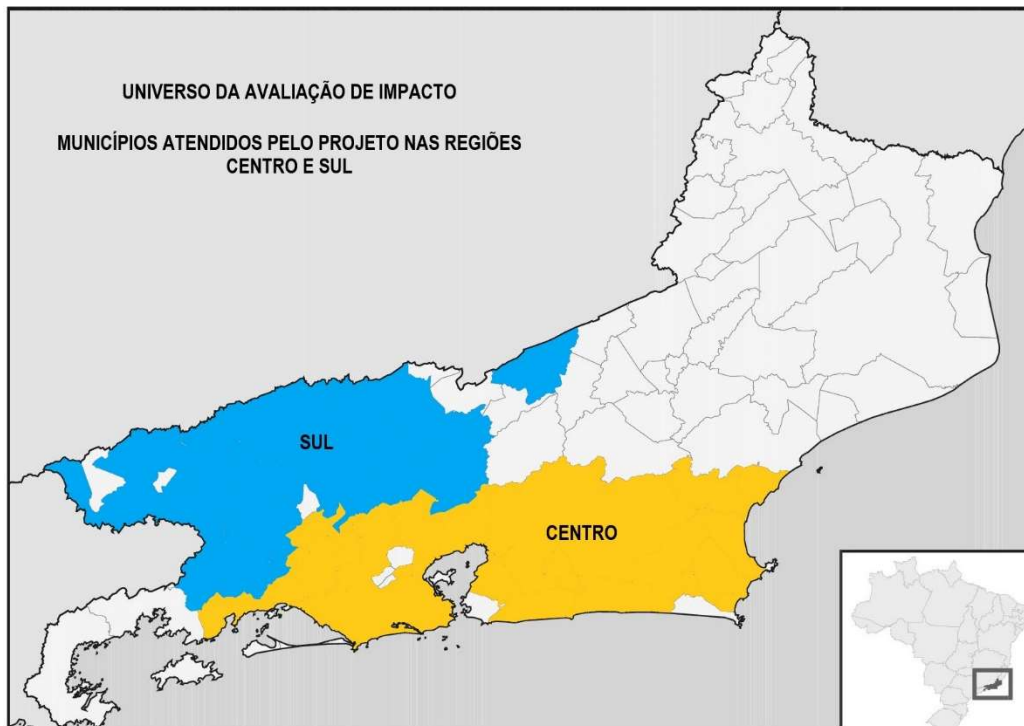 UNIVERSO DA AVALIAÇÃO DE IMPACTO
MUNICÍPIOS ATENDIDOS PELO PROJETO NAS REGIÕES
CENTRO E SUL
SUL
CENTRO